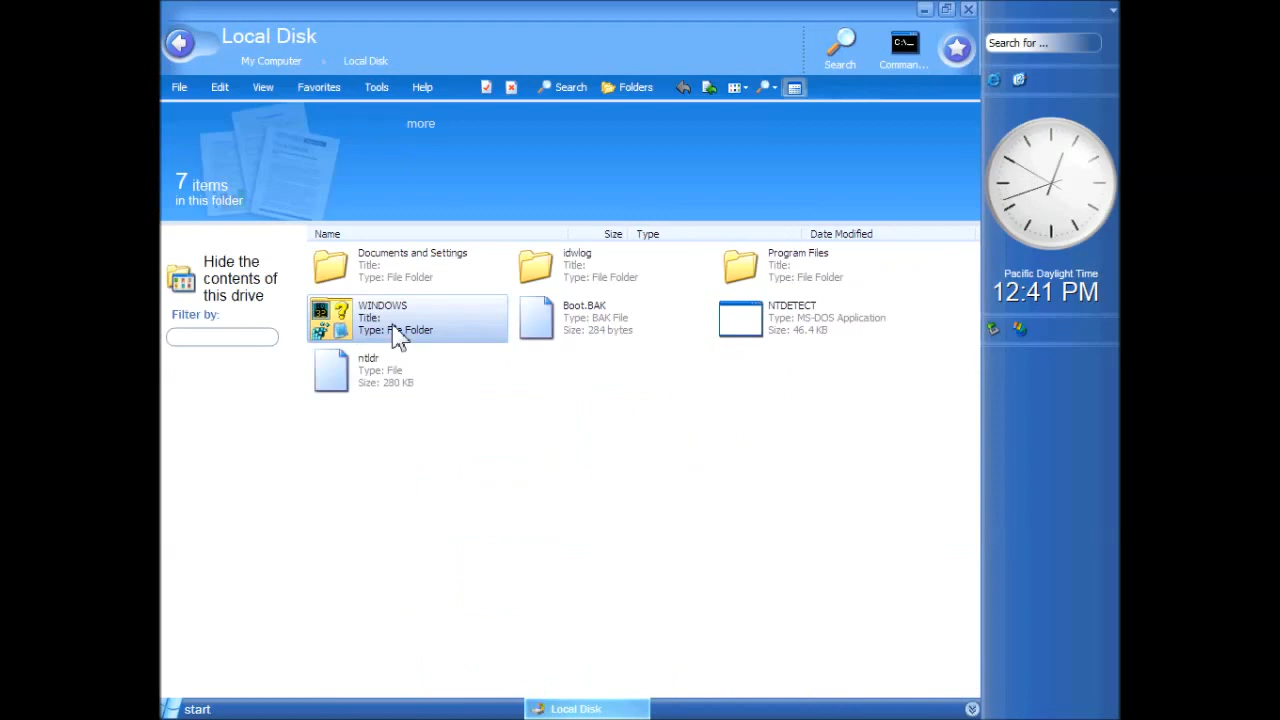 Local Disk
My Computer
Local Disk
Search
Comman...
Search for ...
File
Edit
View
Favorites
Tools
Help
Search
Folders
more
7 items
in this folder
Name
Size
Type
Date Modified
Hide the
contents of
this drive
Filter by:
Documents and Settings
Title:
Type: File Folder
idwlog
Title:
Type: File Folder
Program Files
Title:
Type: File Folder
WINDOWS
Title:
Type: File Folder
Boot.BAK
Type: BAK File
Size: 284 bytes
NTDETECT
Type: MS-DOS Application
Size: 46.4 KB
ntldr
Type: File
Size: 280 KB
Pacific Daylight Time
12:41 PM
start
Local Disk